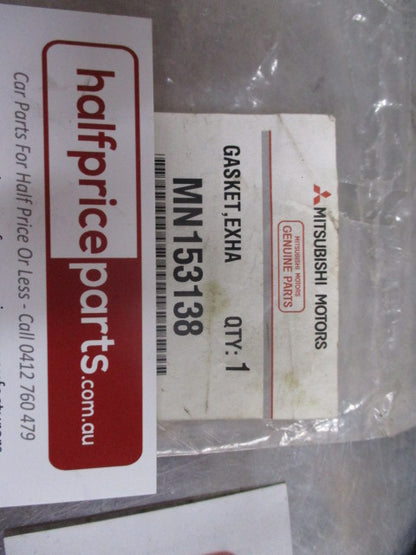 MITSUBISHI MOTORS
MITSUBISHI MOTORS
GENUINE PARTS
GASKET,EXHA QTY: 1
MN153138
halfpriceparts.com.au
Car Parts For Half Price Or Less - Call 0412 760 479